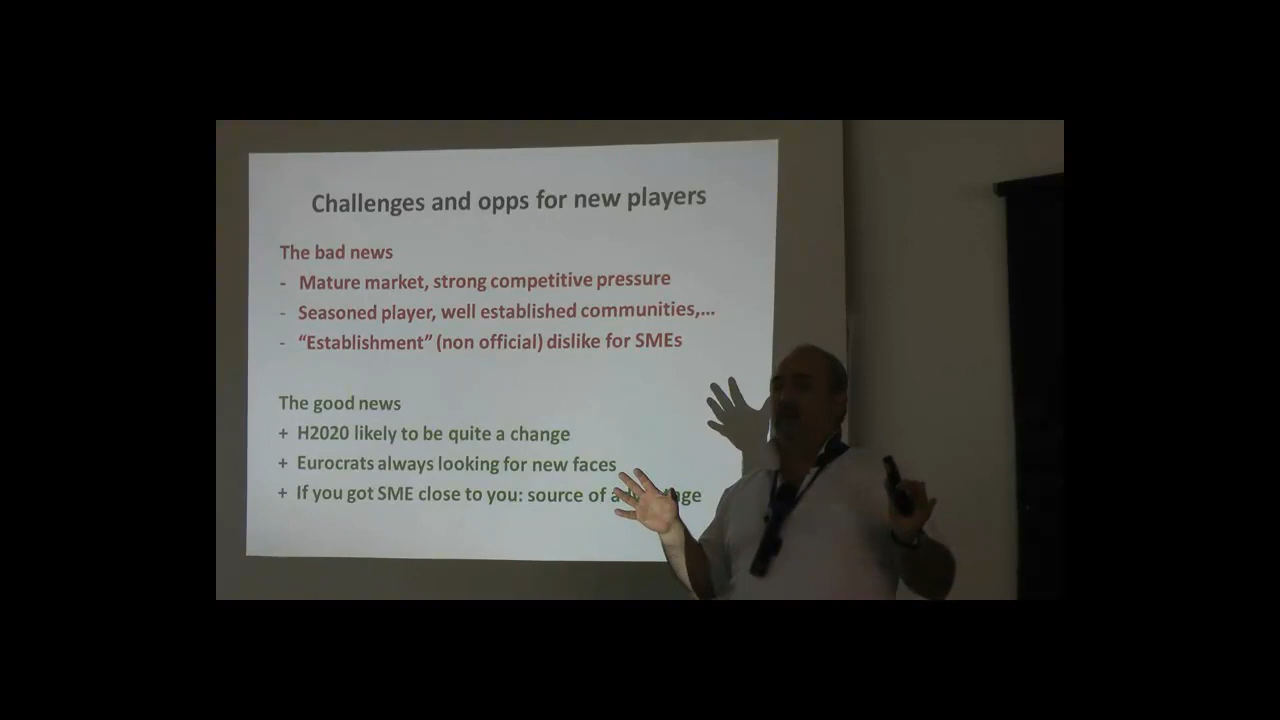 Challenges and opps for new players
The bad news
- Mature market, strong competitive pressure
- Seasoned player, well established communities,...
- “Establishment” (non official) dislike for SMEs
The good news
+ H2020 likely to be quite a change
+ Eurocrats always looking for new faces
+ If you got SME close to you: source of